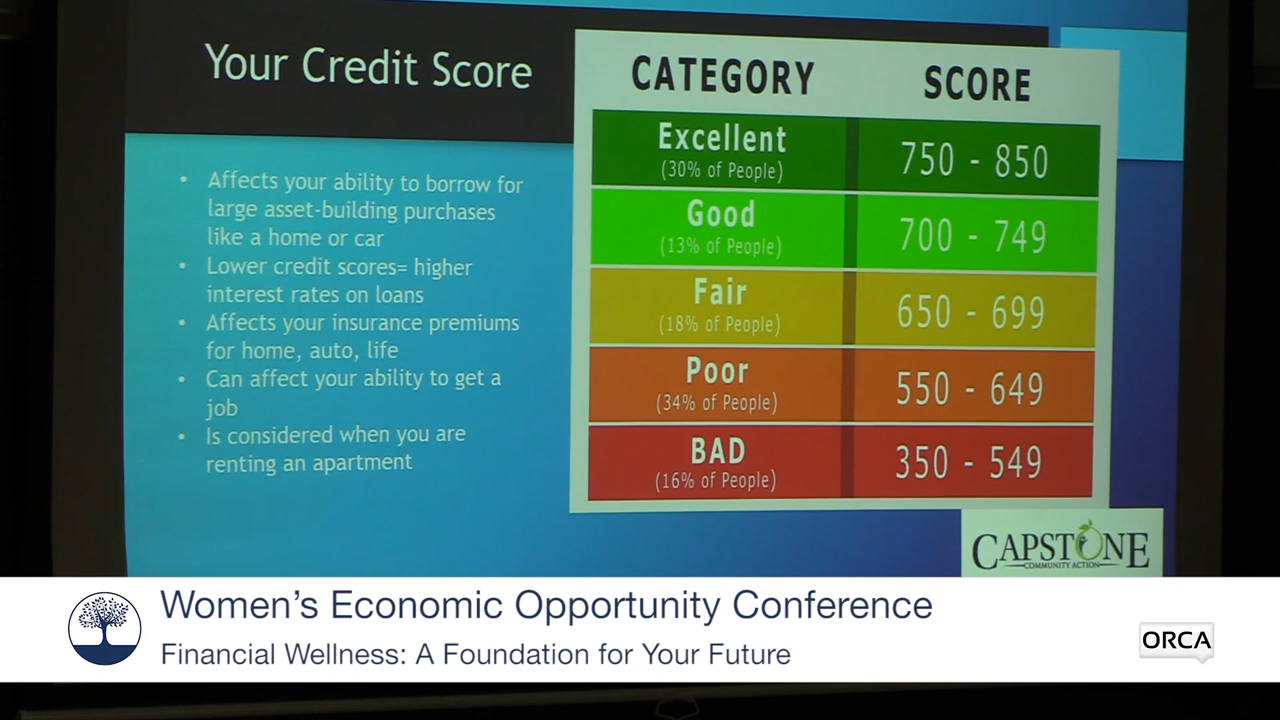 Your Credit Score
• Affects your ability to borrow for
large asset-building purchases
like a home or car
• Lower credit scores= higher
interest rates on loans
• Affects your insurance premiums
for home, auto, life
• Can affect your ability to get a
job
• Is considered when you are
renting an apartment
CATEGORY SCORE
Excellent
(30% of People)
750 - 850
Good
(13% of People)
700 - 749
Fair
(18% of People)
650 - 699
Poor
(34% of People)
550 - 649
BAD
(16% of People)
350 - 549
CAPSTONE
COMMUNITY ACTION
Women’s Economic Opportunity Conference
Financial Wellness: A Foundation for Your Future
ORCA